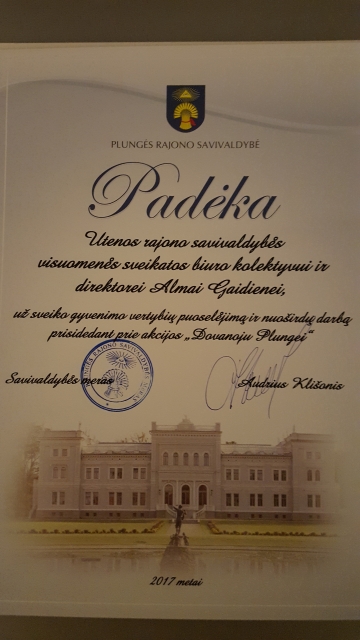 PLUNGĖS RAJONO SAVIVALDYBĖ
Padėka
Utenos rajono savivaldybės
visuomenės sveikatos biuro kolektyvui ir
direktorei Almai Gaidienei,
už sveiko gyvenimo vertybių puoselėjimą ir nuoširdų darbą
prisidedant prie akcijos „Dovanoju Plungei“
Savivaldybės meras
Audrius Klišonis
2017 metai